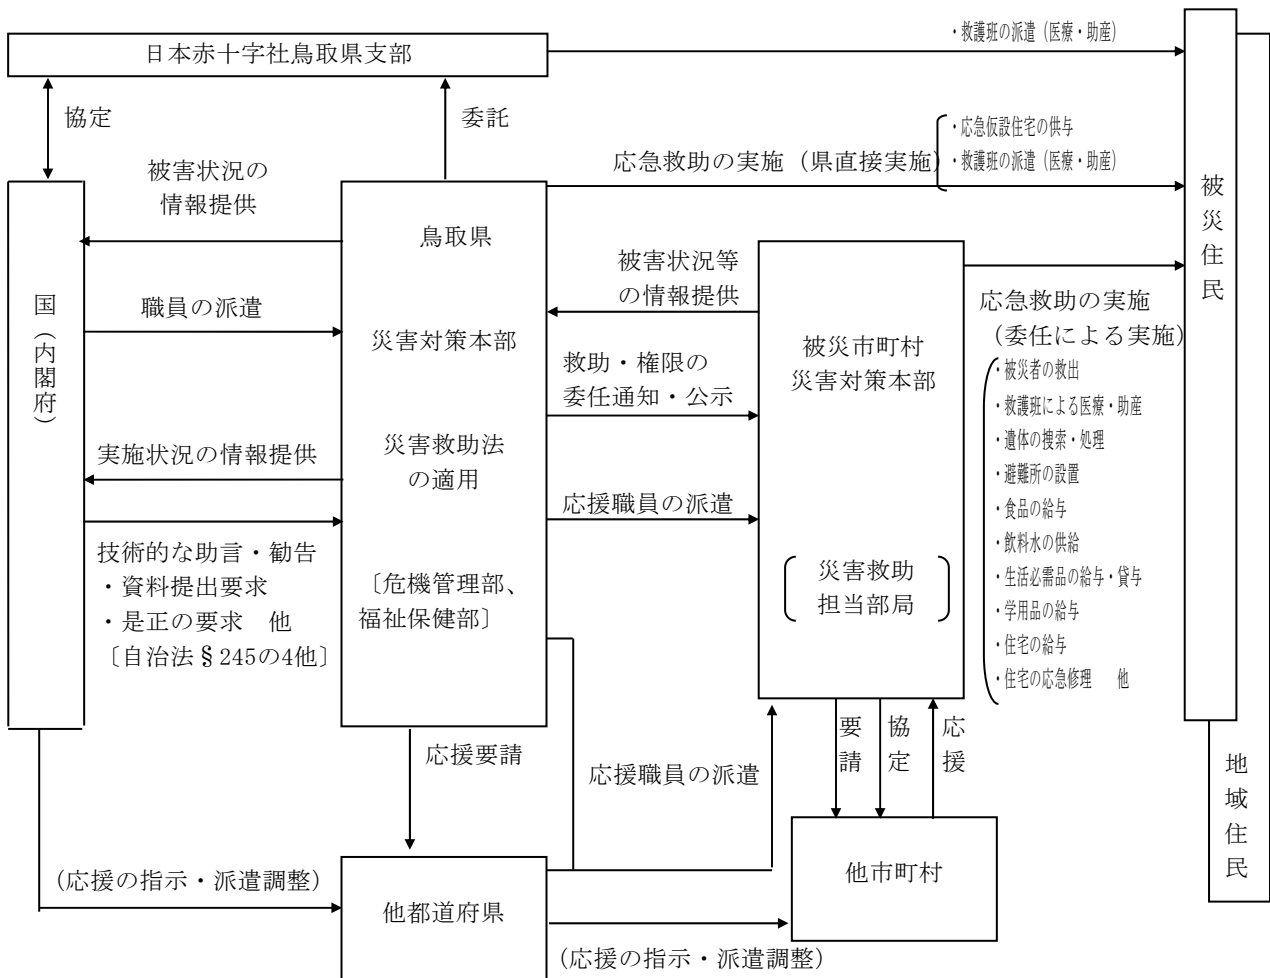 ・救護班の派遣（医療・助産）
日本赤十字社鳥取県支部
協定
委託
・応急仮設住宅の供与
応急救助の実施（県直接実施）
・救護班の派遣（医療・助産）
被害状況の
情報提供
被災住民
鳥取県
被害状況等
の情報提供
応急救助の実施
（委任による実施）
国（内閣府）
職員の派遣
災害対策本部
被災市町村
災害対策本部
救助・権限の
委任通知・公示
・被災者の救出
・救護班による医療・助産
・遺体の捜索・処理
・避難所の設置
・食品の給与
・飲料水の供給
・生活必需品の給与・貸与
・学用品の給与
・住宅の給与
・住宅の応急修理　他
実施状況の情報提供
災害救助法
の適用
応援職員の派遣
技術的な助言・勧告
・資料提出要求
・是正の要求　他
〔自治法§245の4他〕
〔危機管理部、
福祉保健部〕
災害救助
担当部局
応援要請
応援職員の派遣
要請
協定
応援
地域住民
(応援の指示・派遣調整)
他都道府県
他市町村
(応援の指示・派遣調整)